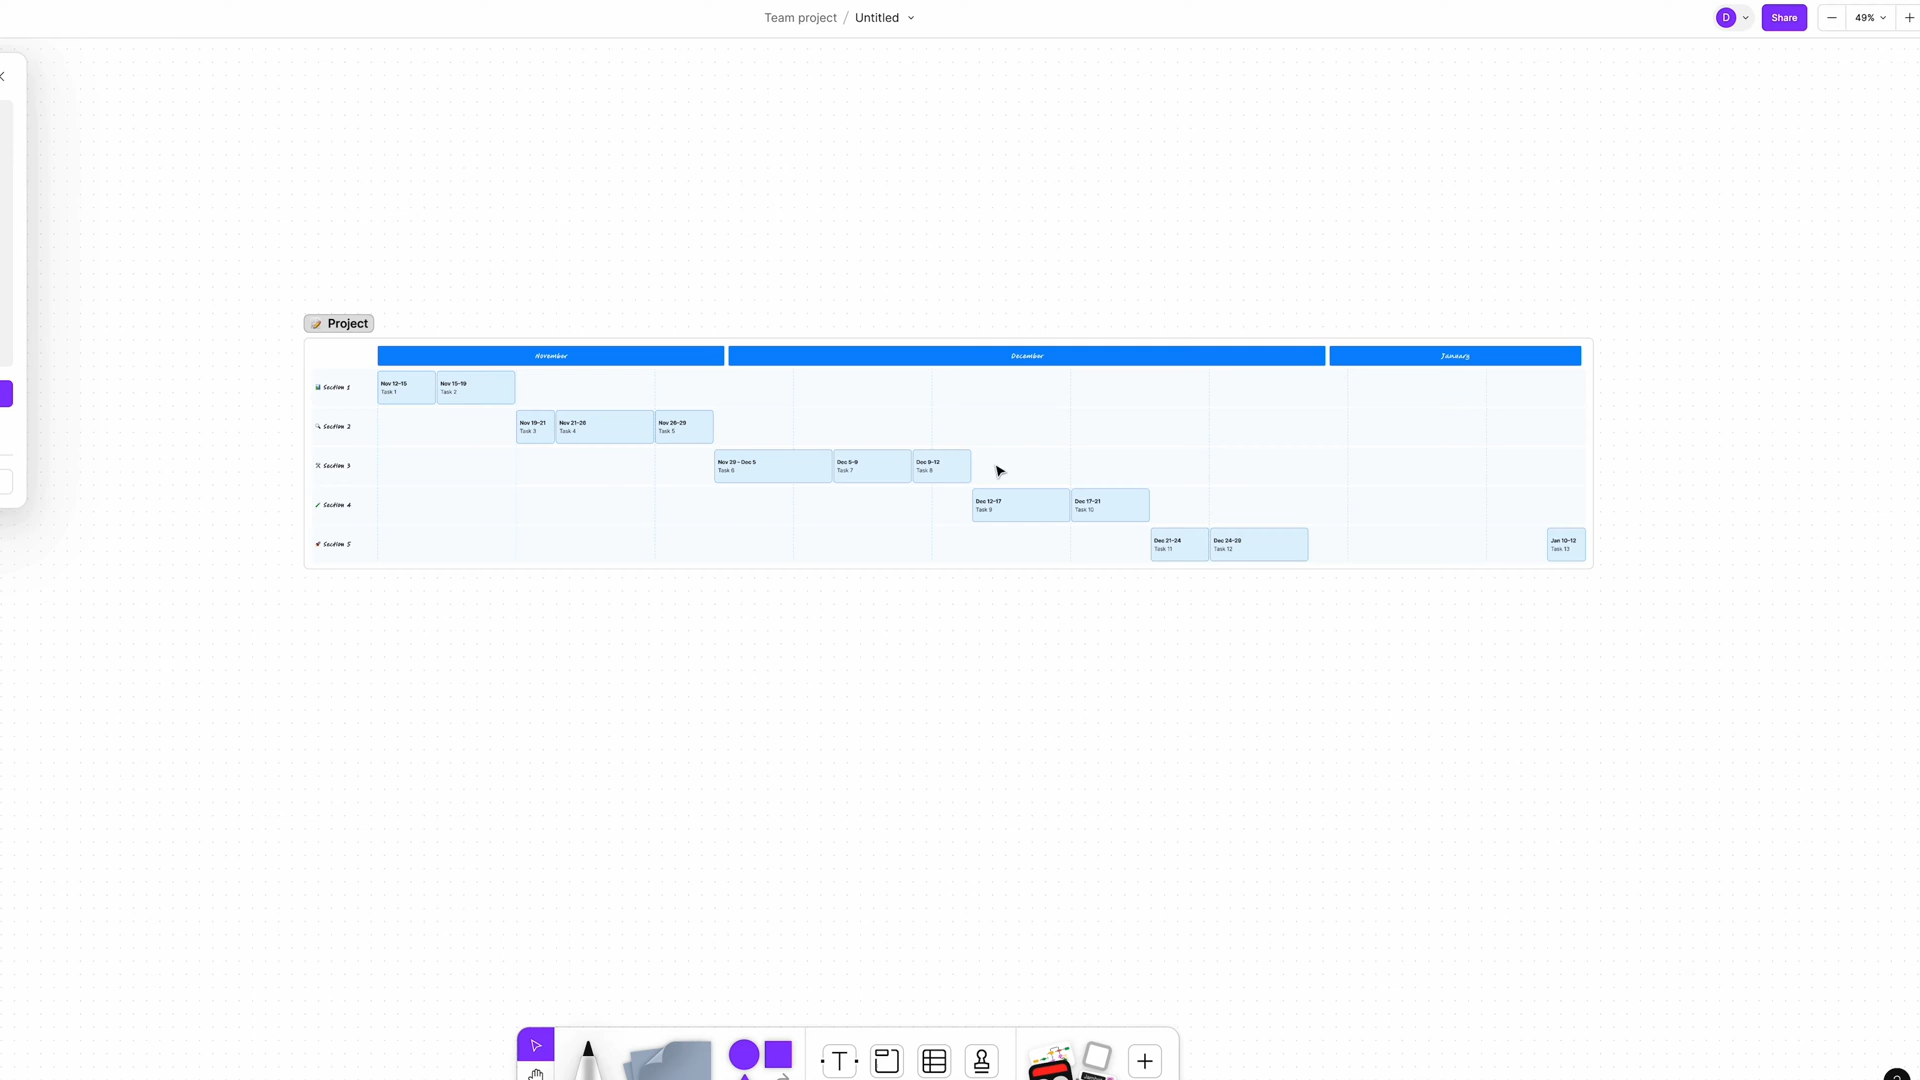 Team project / Untitled
D
Share
49%
Project
November
December
January
Section 1
Nov 12–15
Task 1
Nov 15–19
Task 2
Section 2
Nov 19–21
Task 3
Nov 21–26
Task 4
Nov 26–29
Task 5
Section 3
Nov 29 – Dec 5
Task 6
Dec 5–9
Task 7
Dec 9–12
Task 8
Section 4
Dec 12–17
Task 9
Dec 17–21
Task 10
Section 5
Dec 21–24
Task 11
Dec 24–29
Task 12
Jan 10–12
Task 13
T